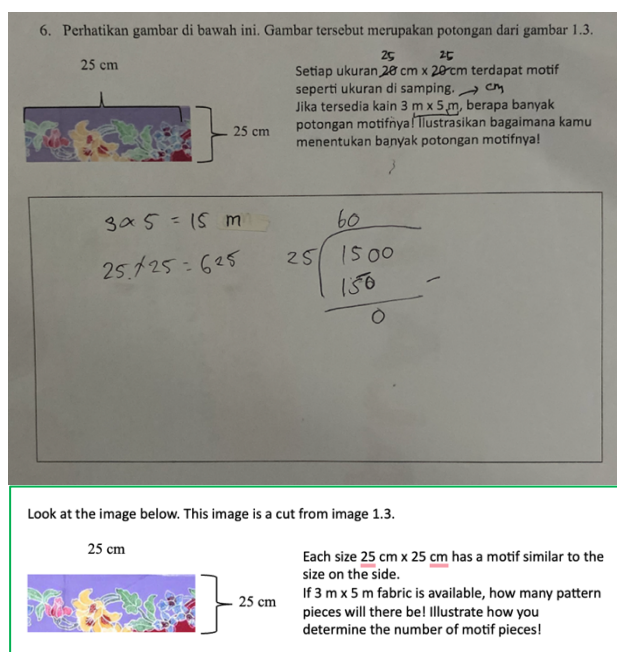 6. Perhatikan gambar di bawah ini. Gambar tersebut merupakan potongan dari gambar 1.3.
25 cm
25 cm
25 25
Setiap ukuran 20 cm x 20 cm terdapat motif
seperti ukuran di samping. → cm
Jika tersedia kain 3 m x 5 m, berapa banyak
potongan motifnya! Ilustrasikan bagaimana kamu
menentukan banyak potongan motifnya!
3 x 5 = 15 m
25 x 25 = 625
60
25 1500
150 -
0
Look at the image below. This image is a cut from image 1.3.
25 cm
25 cm
Each size 25 cm x 25 cm has a motif similar to the
size on the side.
If 3 m x 5 m fabric is available, how many pattern
pieces will there be! Illustrate how you
determine the number of motif pieces!